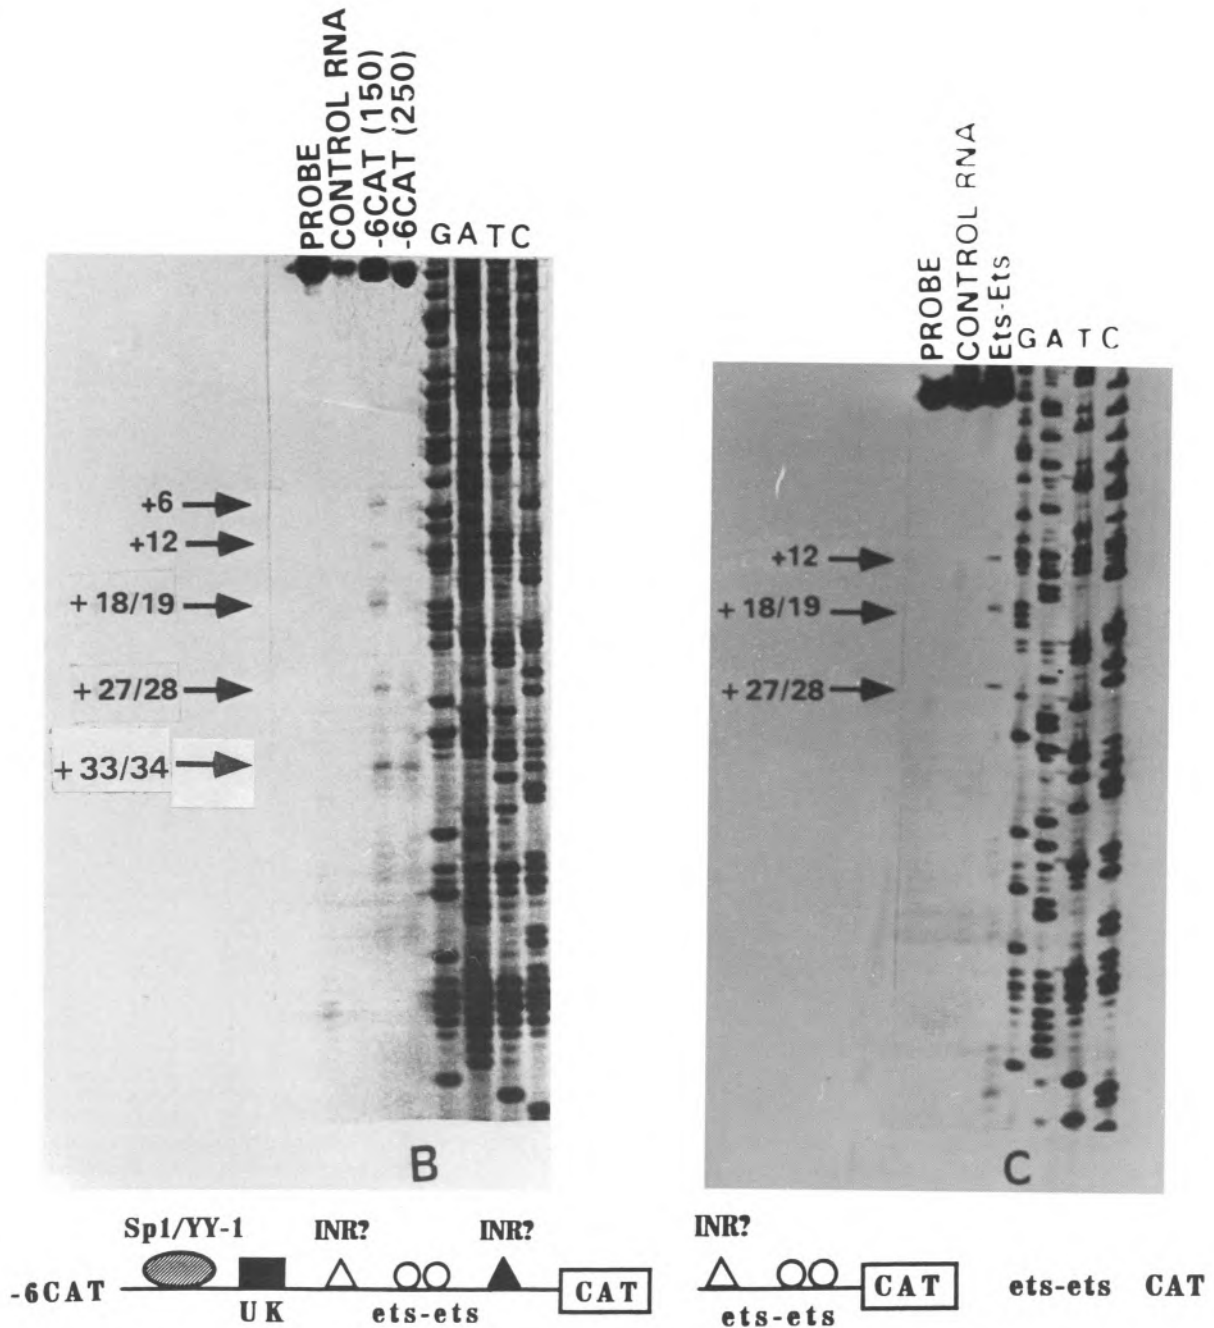 PROBE
CONTROL RNA
-6CAT (150)
-6CAT (250)
G A T C
+6
+12
+ 18/19
+ 27/28
+ 33/34
B
PROBE
CONTROL RNA
Ets-Ets
G A T C
+12
+ 18/19
+ 27/28
C
Sp1/YY-1 INR? INR?
-6CAT CAT
UK ets-ets
INR?
CAT ets-ets CAT
ets-ets